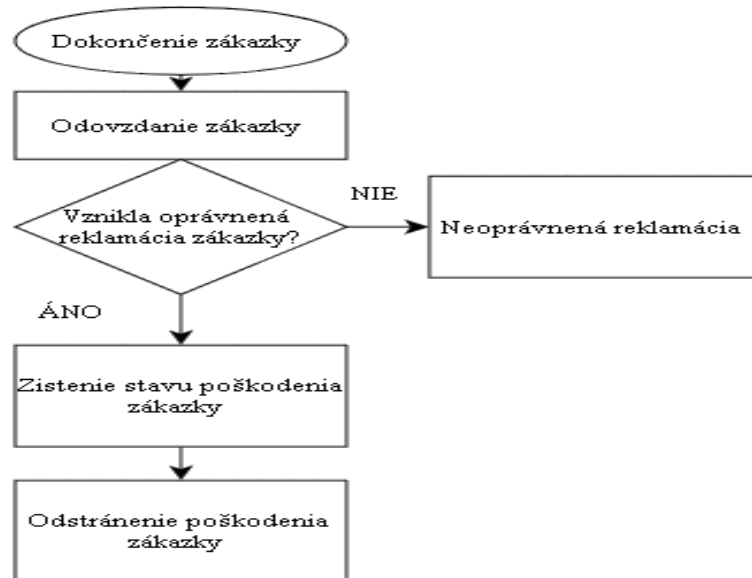 Dokončenie zákazky
Odovzdanie zákazky
Vznikla oprávnená
reklamácia zákazky?
NIE
Neoprávnená reklamácia
ÁNO
Zistenie stavu poškodenia
zákazky
Odstránenie poškodenia
zákazky